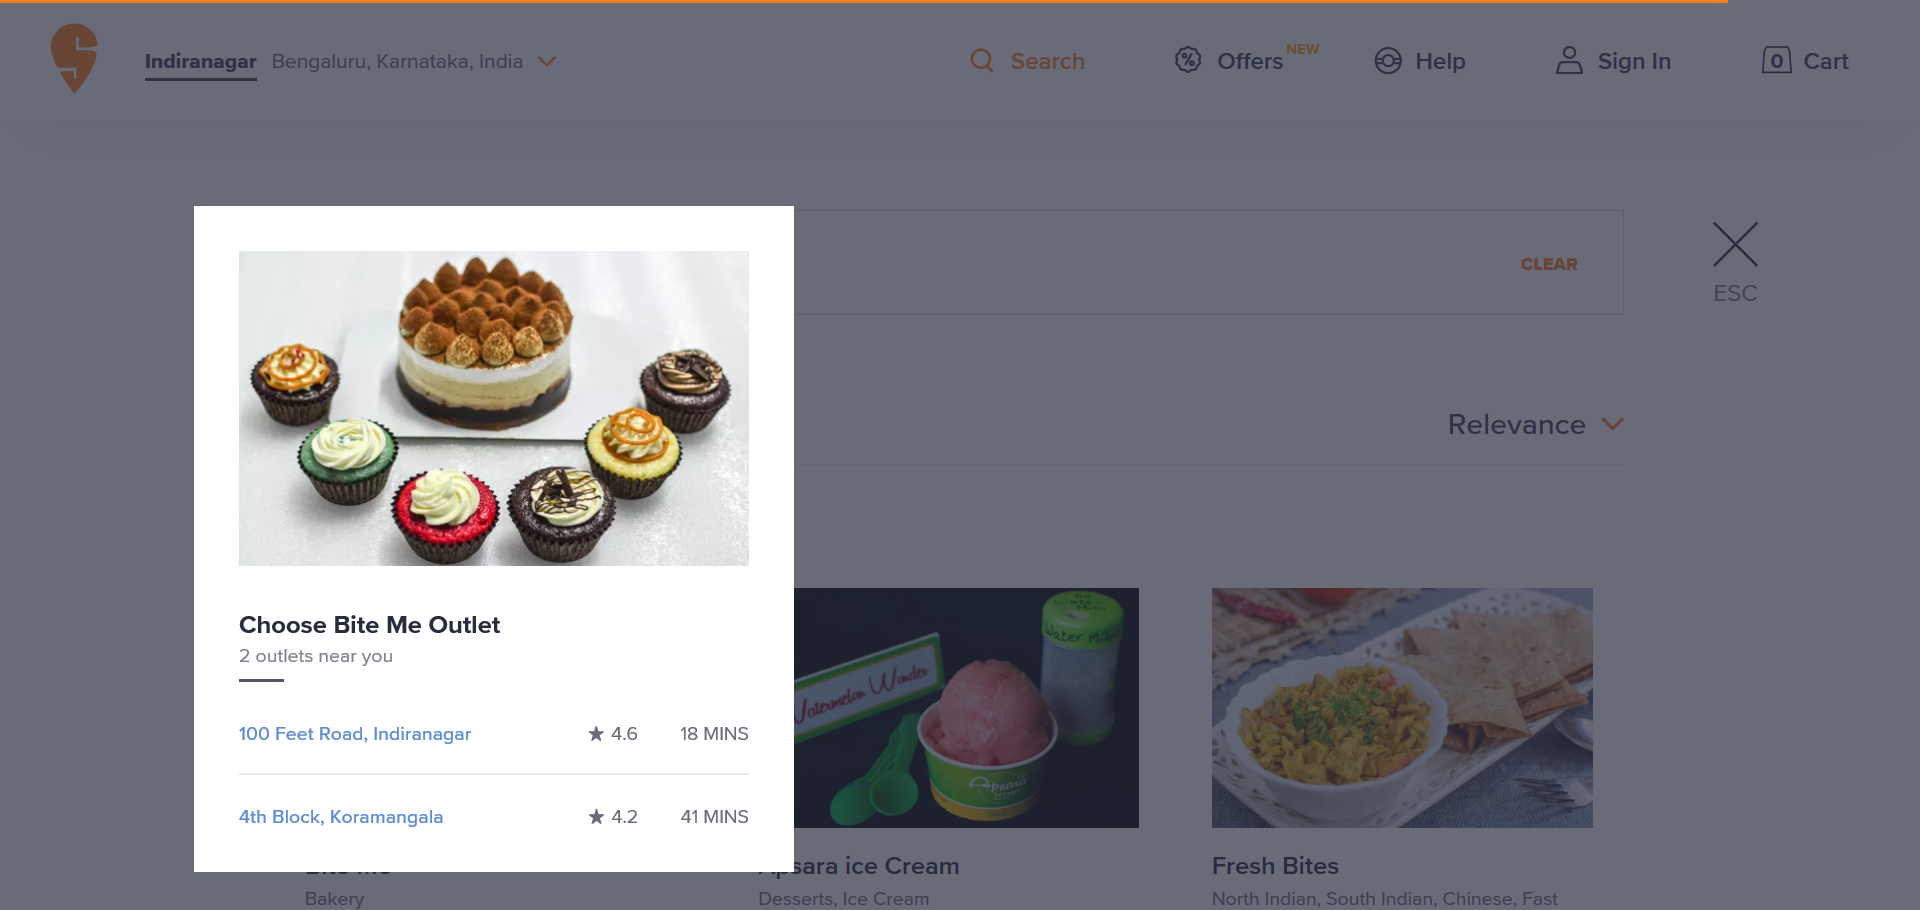 Indiranagar Bengaluru, Karnataka, India
Search
Offers NEW
Help
Sign In
0 Cart
CLEAR
ESC
Relevance
Choose Bite Me Outlet
2 outlets near you
100 Feet Road, Indiranagar ★ 4.6 18 MINS
4th Block, Koramangala ★ 4.2 41 MINS
Watermelon Wonder
Water Melon
Apsara
Bite Me
Bakery
Apsara ice Cream
Desserts, Ice Cream
Fresh Bites
North Indian, South Indian, Chinese, Fast